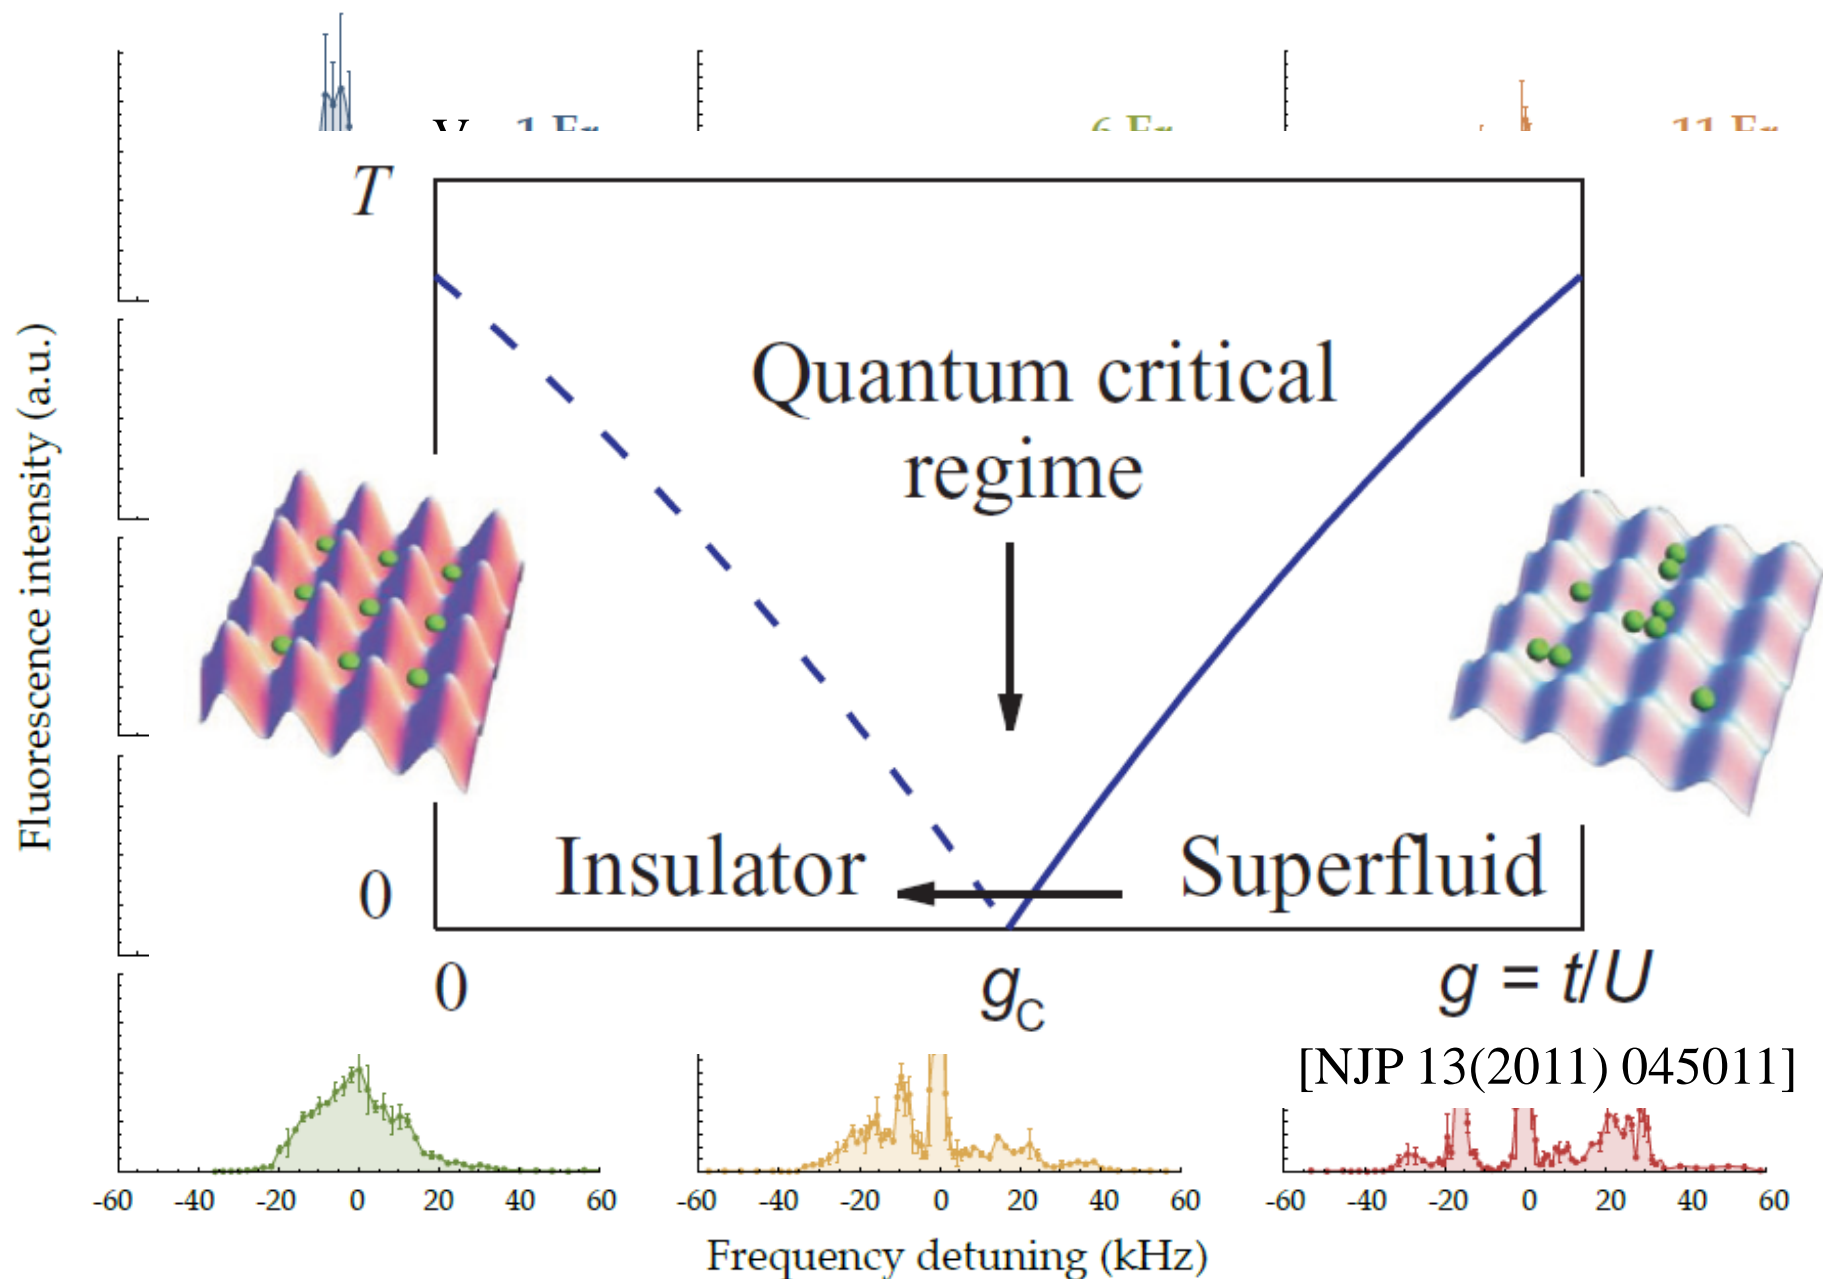 T
Quantum critical
regime
Insulator
Superfluid
0
0
g_C
g = t/U
[NJP 13(2011) 045011]
Fluorescence intensity (a.u.)
-60 -40 -20 0 20 40 60
-60 -40 -20 0 20 40 60
-60 -40 -20 0 20 40 60
Frequency detuning (kHz)